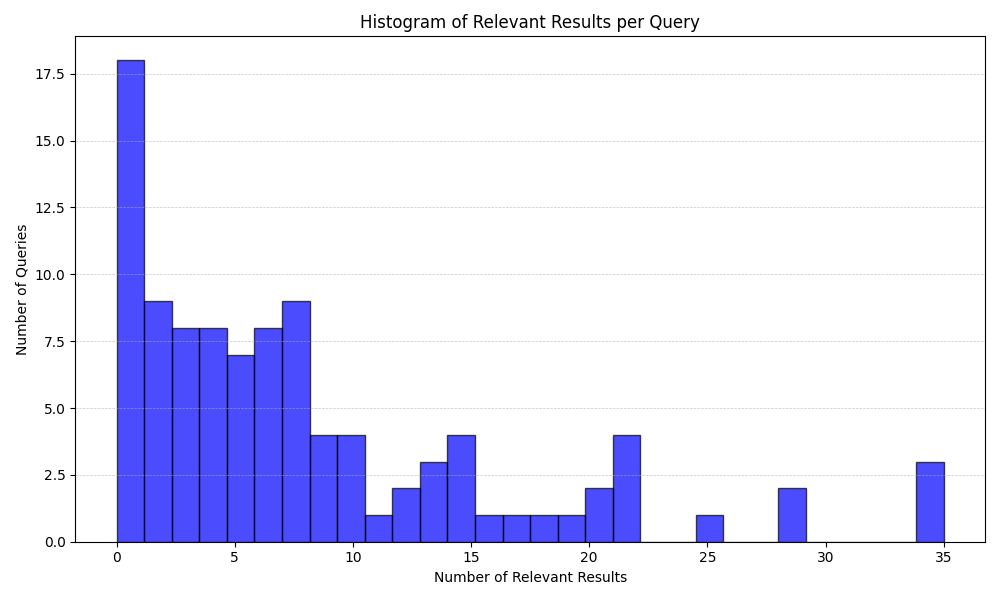 Histogram of Relevant Results per Query
17.5
15.0
12.5
10.0
7.5
5.0
2.5
0.0
Number of Queries
0 5 10 15 20 25 30 35
Number of Relevant Results